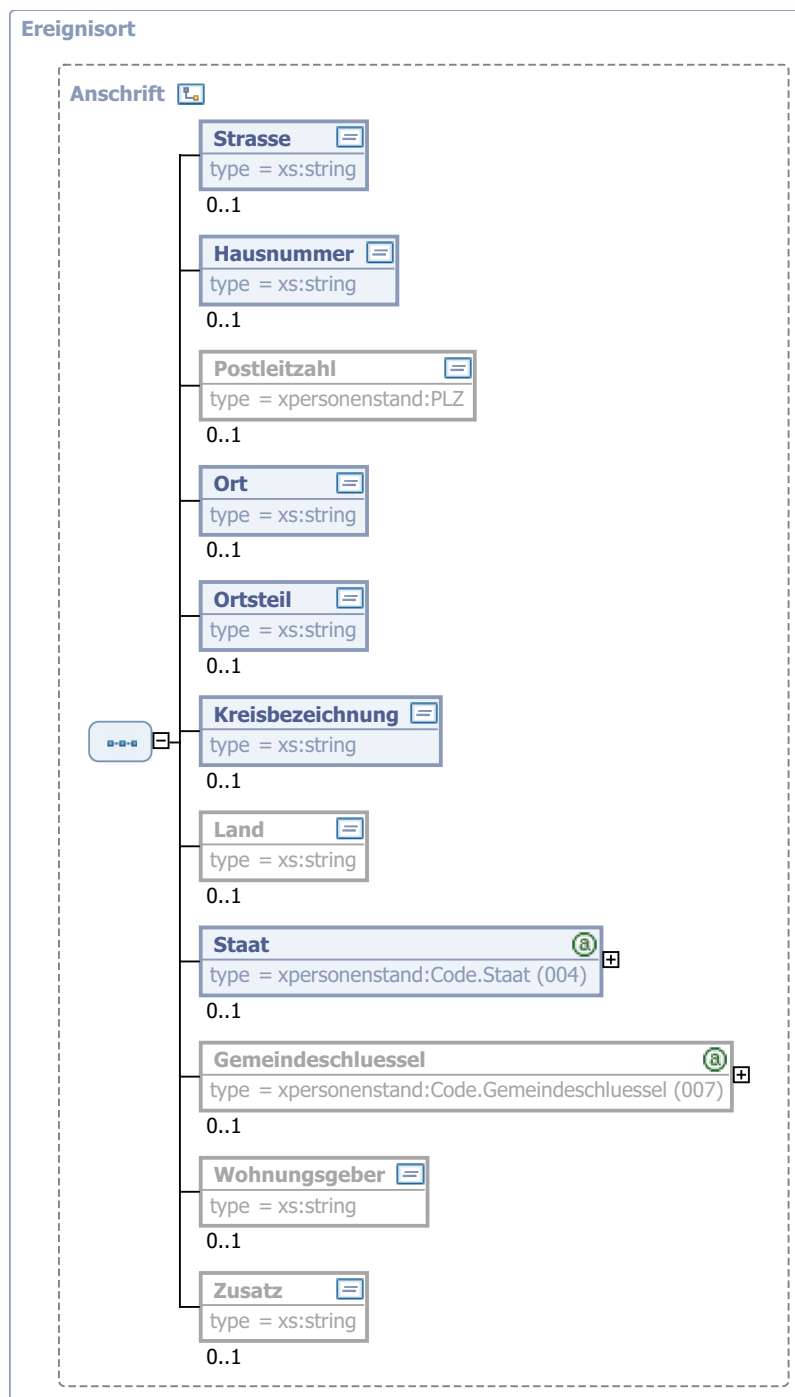 Ereignisort
Anschrift
Strasse
type = xs:string
0..1
Hausnummer
type = xs:string
0..1
Postleitzahl
type = xpersonenstand:PLZ
0..1
Ort
type = xs:string
0..1
Ortsteil
type = xs:string
0..1
Kreisbezeichnung
type = xs:string
0..1
Land
type = xs:string
0..1
Staat
type = xpersonenstand:Code.Staat (004)
0..1
Gemeindeschluessel
type = xpersonenstand:Code.Gemeindeschluessel (007)
0..1
Wohnungsgeber
type = xs:string
0..1
Zusatz
type = xs:string
0..1